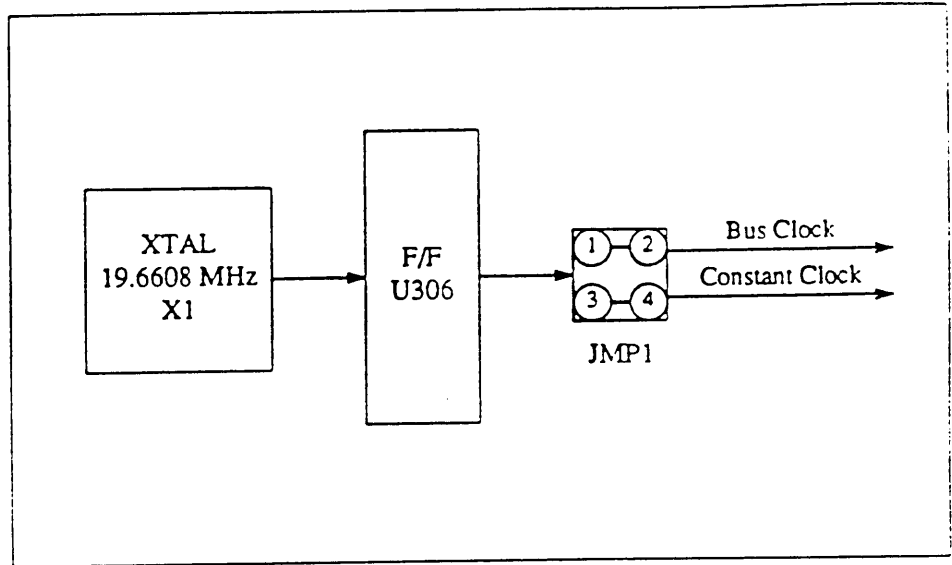 XTAL
19.6608 MHz
X1
F/F
U306
1 2
3 4
JMP1
Bus Clock
Constant Clock